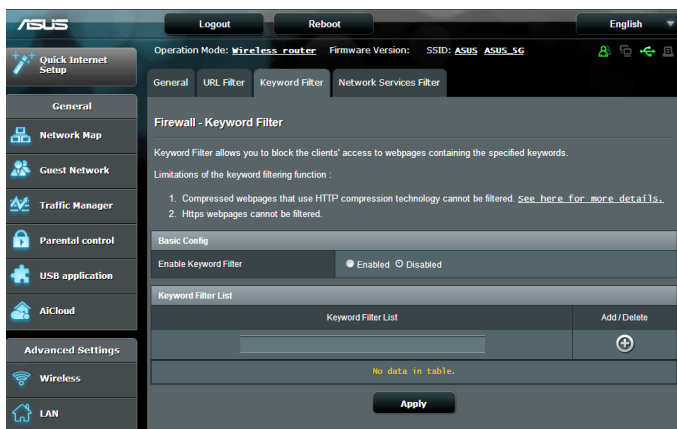 ASUS
Logout
Reboot
English
Operation Mode: Wireless router Firmware Version: SSID: ASUS ASUS_5G
Quick Internet Setup
General
Network Map
Guest Network
Traffic Manager
Parental control
USB application
AiCloud
Advanced Settings
Wireless
LAN
General
URL Filter
Keyword Filter
Network Services Filter
Firewall - Keyword Filter
Keyword Filter allows you to block the clients' access to webpages containing the specified keywords.
Limitations of the keyword filtering function :
1. Compressed webpages that use HTTP compression technology cannot be filtered. See here for more details.
2. Https webpages cannot be filtered.
Basic Config
Enable Keyword Filter
Enabled Disabled
Keyword Filter List
Keyword Filter List
Add / Delete
No data in table.
Apply